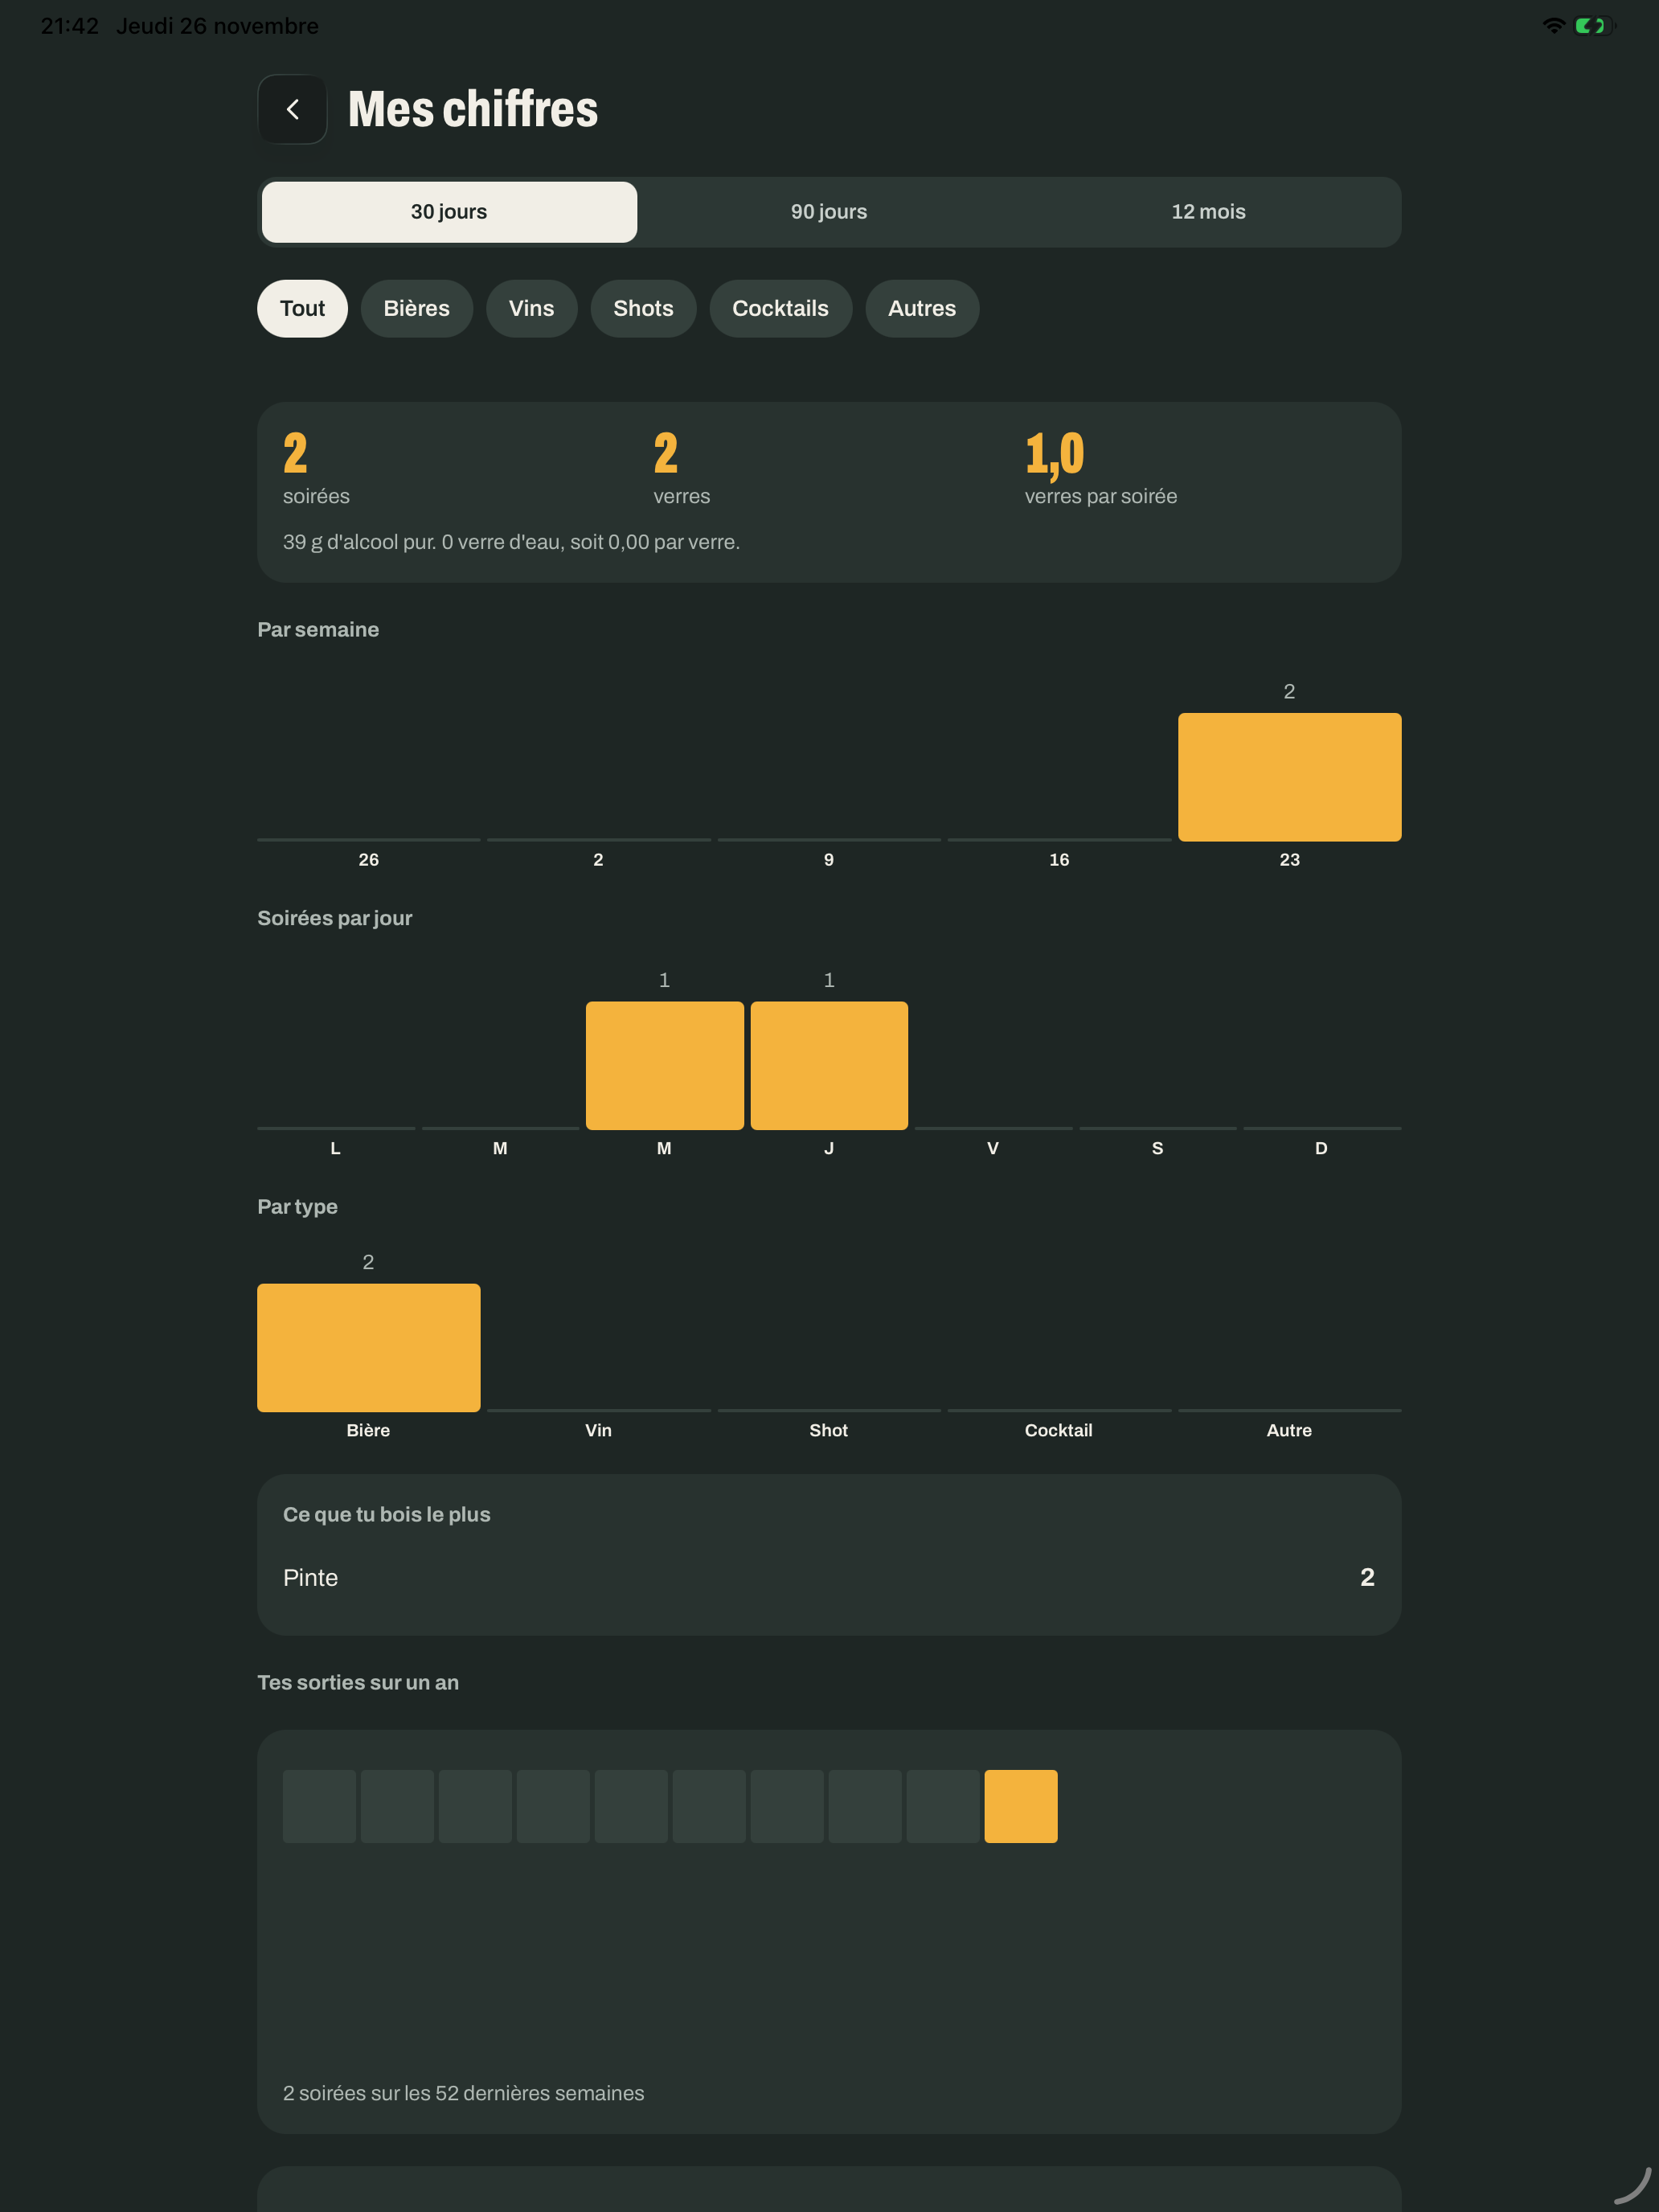 21:42 Jeudi 26 novembre
Mes chiffres
30 jours 90 jours 12 mois
Tout Bières Vins Shots Cocktails Autres
2 2 1,0
soirées verres verres par soirée
39 g d'alcool pur. 0 verre d'eau, soit 0,00 par verre.
Par semaine
2
26 2 9 16 23
Soirées par jour
1 1
L M M J V S D
Par type
2
Bière Vin Shot Cocktail Autre
Ce que tu bois le plus
Pinte 2
Tes sorties sur un an
2 soirées sur les 52 dernières semaines